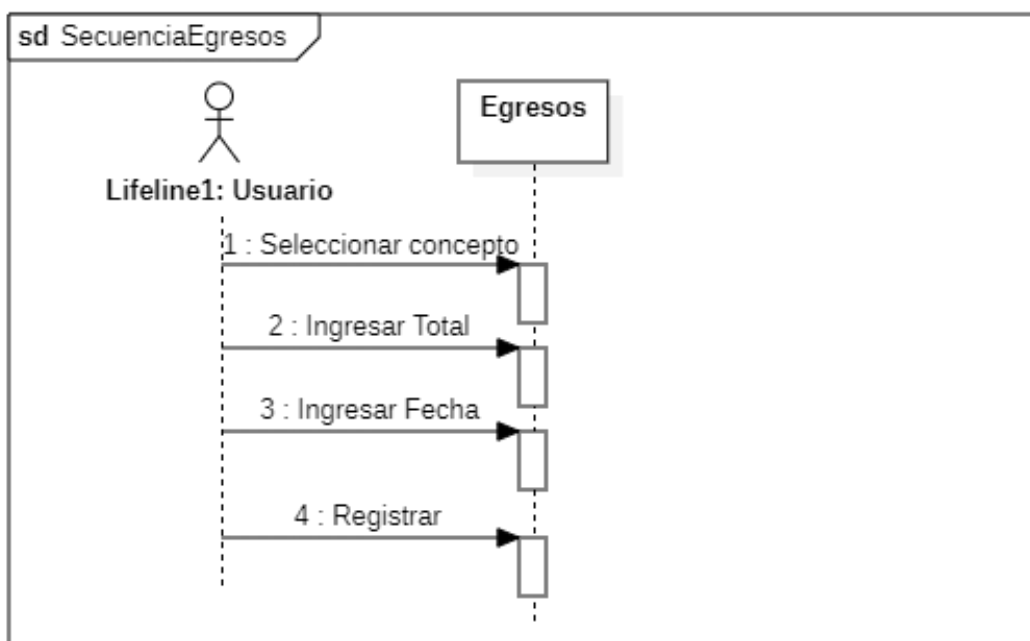 sd SecuenciaEgresos
Egresos
Lifeline1: Usuario
1 : Seleccionar concepto
2 : Ingresar Total
3 : Ingresar Fecha
4 : Registrar